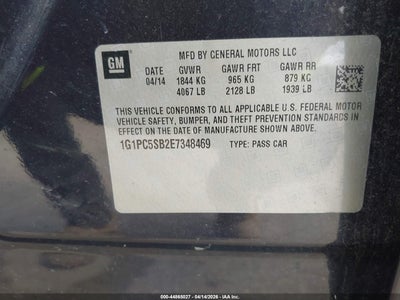 GM
MFD BY GENERAL MOTORS LLC
DATE GVWR GAWR FRT GAWR RR
04/14 1844 KG 965 KG 879 KG
4067 LB 2128 LB 1939 LB
THIS VEHICLE CONFORMS TO ALL APPLICABLE U.S. FEDERAL MOTOR
VEHICLE SAFETY, BUMPER, AND THEFT PREVENTION STANDARDS
IN EFFECT ON THE DATE OF MANUFACTURE SHOWN ABOVE.
1G1PC5SB2E7348469 TYPE: PASS CAR
000-44865027 - 04/14/2026 - IAA, Inc.